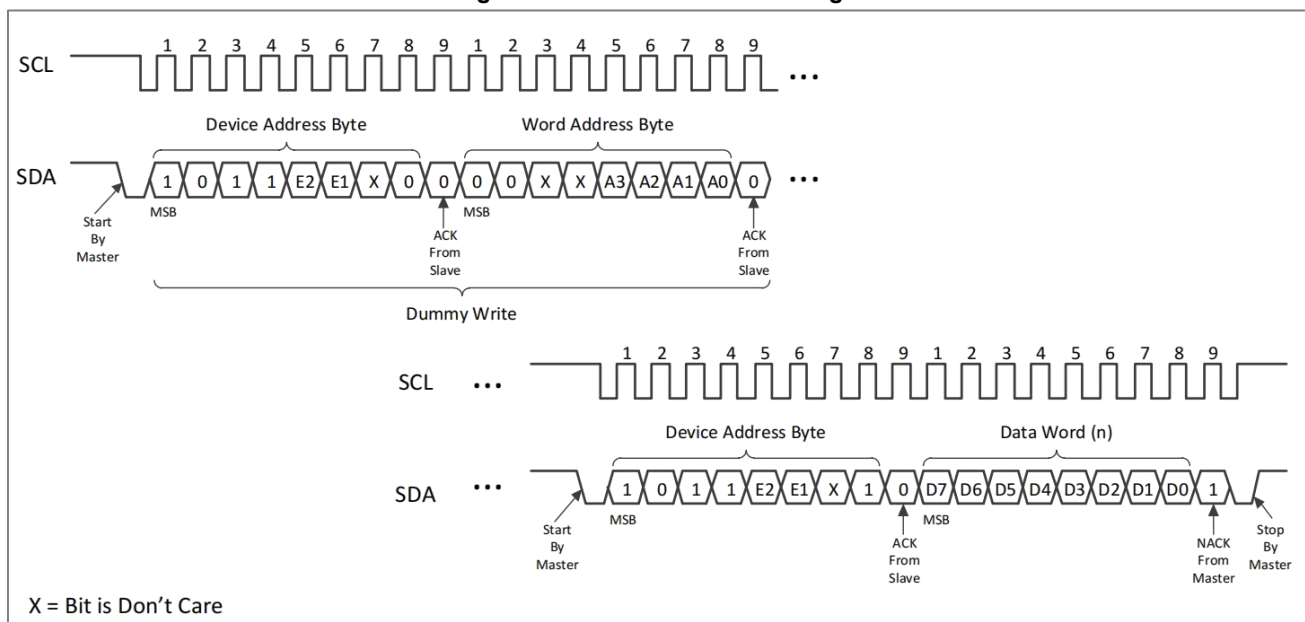 1 2 3 4 5 6 7 8 9 1 2 3 4 5 6 7 8 9
SCL
...
Device Address Byte
Word Address Byte
SDA
1 0 1 1 E2 E1 X 0 0 0 0 X X A3 A2 A1 A0 0
...
MSB
MSB
Start
By
Master
ACK
From
Slave
ACK
From
Slave
Dummy Write
1 2 3 4 5 6 7 8 9 1 2 3 4 5 6 7 8 9
SCL
...
Device Address Byte
Data Word (n)
SDA
...
1 0 1 1 E2 E1 X 1 0 D7 D6 D5 D4 D3 D2 D1 D0 1
MSB
MSB
Start
By
Master
ACK
From
Slave
NACK
From
Master
Stop
By
Master
X = Bit is Don't Care